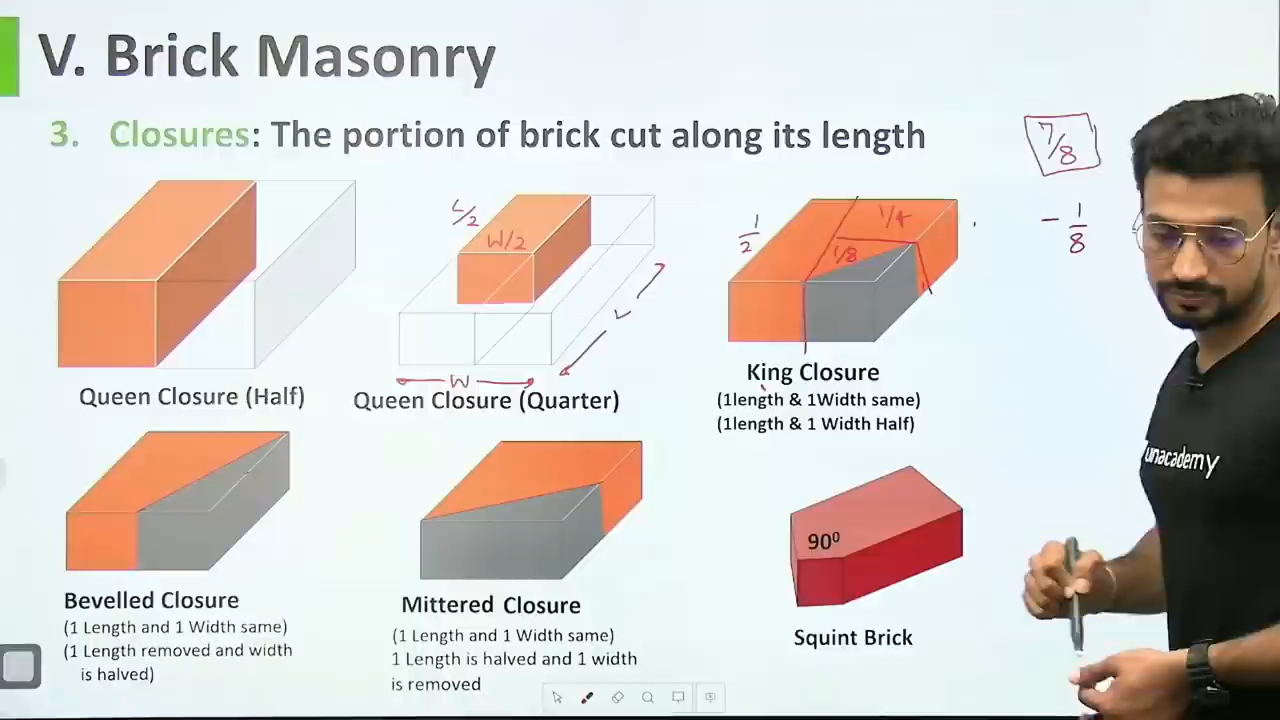 V. Brick Masonry
3. Closures: The portion of brick cut along its length
7/8
- 1/8
L/2
W/2
L
W
1/2
1/4
1/8
Queen Closure (Half)
Queen Closure (Quarter)
King Closure
(1length & 1Width same)
(1length & 1 Width Half)
unacademy
90⁰
Bevelled Closure
(1 Length and 1 Width same)
(1 Length removed and width
is halved)
Mittered Closure
(1 Length and 1 Width same)
1 Length is halved and 1 width
is removed
Squint Brick